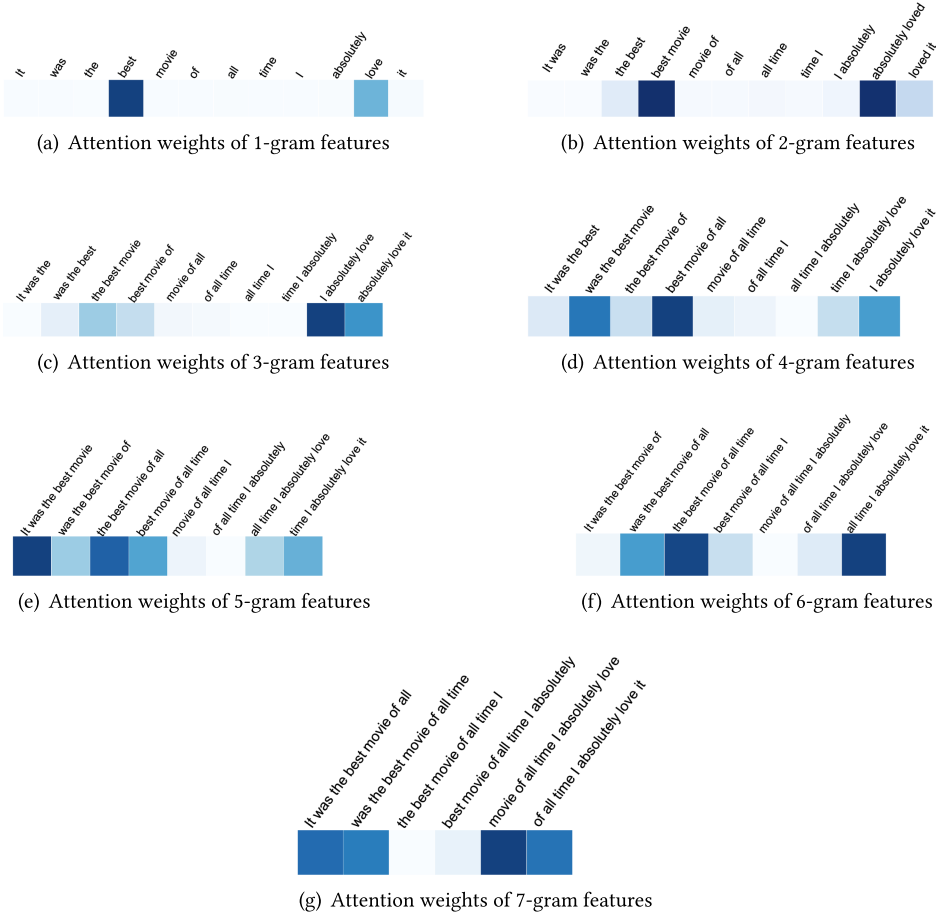 It
was
the
best
movie
of
all
time
I
absolutely
love
it
(a) Attention weights of 1-gram features
It was
was the
the best
best movie
movie of
of all
all time
time I
I absolutely
absolutely loved
loved it
(b) Attention weights of 2-gram features
It was the
was the best
the best movie
best movie of
movie of all
of all time
all time I
time I absolutely
I absolutely love
absolutely love it
(c) Attention weights of 3-gram features
It was the best
was the best movie
the best movie of
best movie of all
movie of all time
of all time I
all time I absolutely
time I absolutely love
I absolutely love it
(d) Attention weights of 4-gram features
It was the best movie
was the best movie of
the best movie of all
best movie of all time
movie of all time I
of all time I absolutely
all time I absolutely love
time I absolutely love it
(e) Attention weights of 5-gram features
It was the best movie of
was the best movie of all
the best movie of all time
best movie of all time I
movie of all time I absolutely
of all time I absolutely love
all time I absolutely love it
(f) Attention weights of 6-gram features
It was the best movie of all
was the best movie of all time
the best movie of all time I
best movie of all time I absolutely
movie of all time I absolutely love
of all time I absolutely love it
(g) Attention weights of 7-gram features